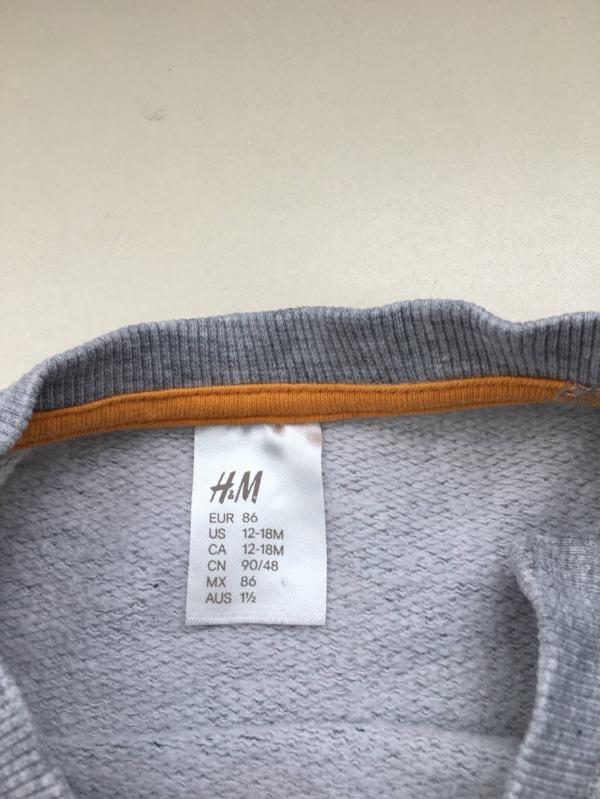 H&M
EUR 86
US 12-18M
CA 12-18M
CN 90/48
MX 86
AUS 1½